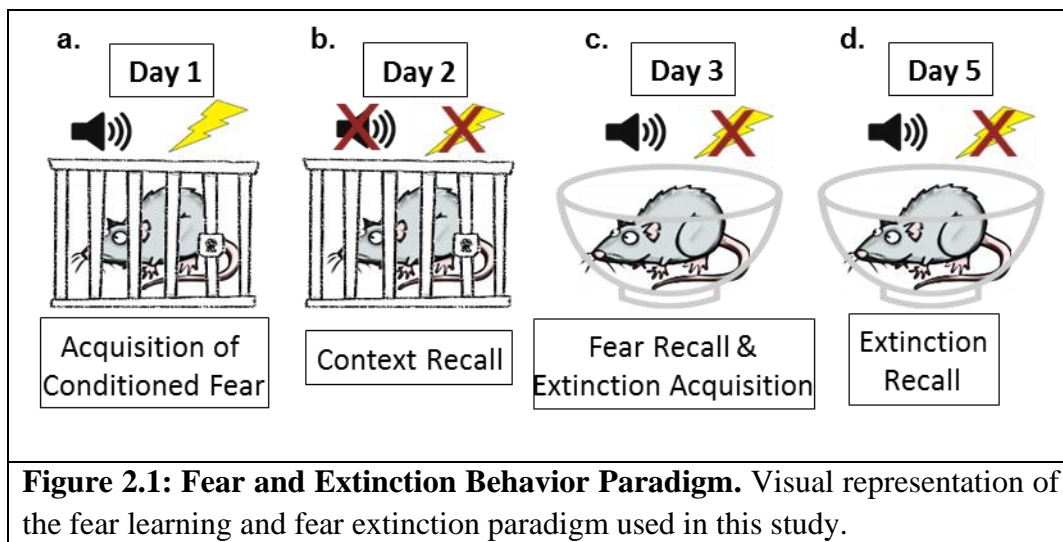 a.
Day 1
b.
Day 2
c.
Day 3
d.
Day 5
Acquisition of
Conditioned Fear
Context Recall
Fear Recall &
Extinction Acquisition
Extinction
Recall
Figure 2.1: Fear and Extinction Behavior Paradigm. Visual representation of
the fear learning and fear extinction paradigm used in this study.